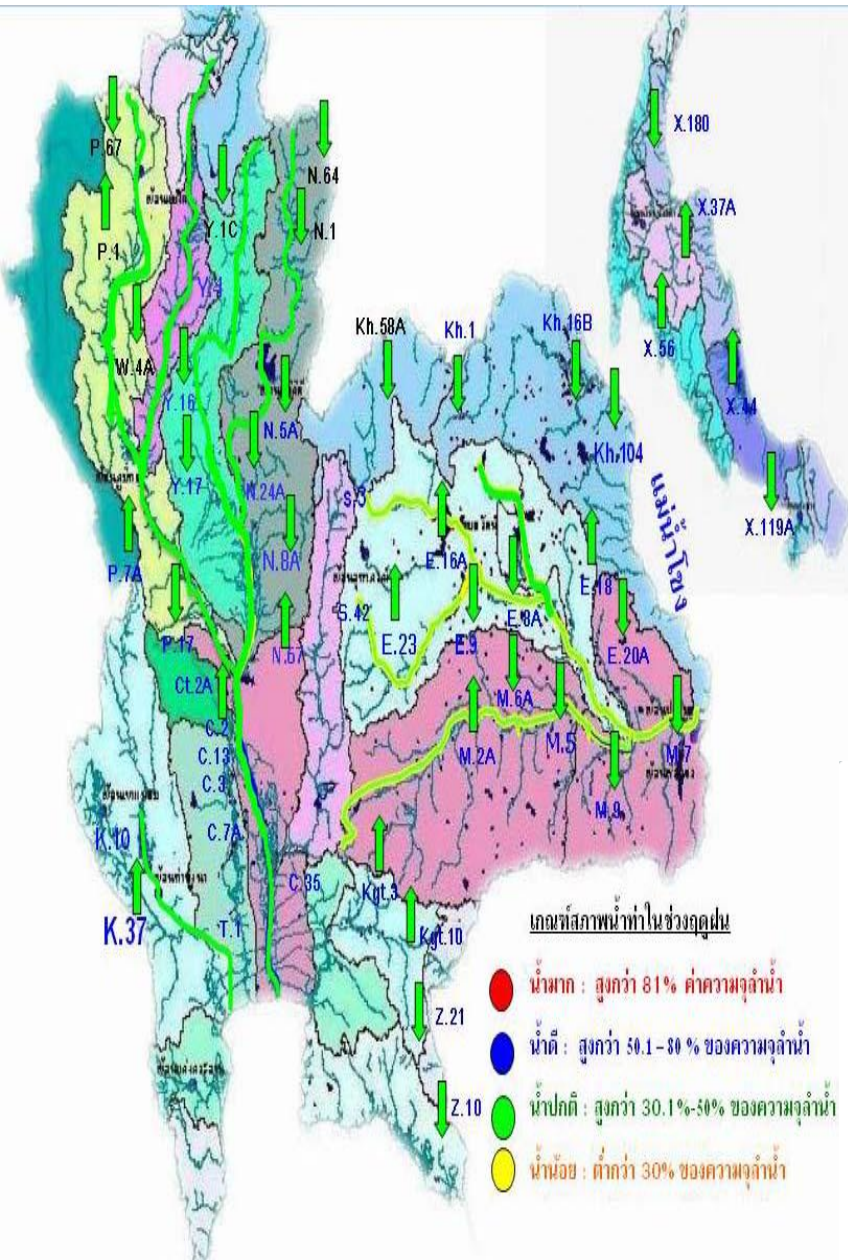 X.180
P.67
N.64
X.37A
N.1
Y.1C
P.1
Y.4
Kh.58A
Kh.1
Kh.16B
X.56
W.4A
Y.16
X.44
N.5A
Kh.104
Y.17
N.24A
S.3
แม่น้ำโขง
X.119A
E.16A
N.8A
P.7A
E.18
S.42
E.8A
P.17
E.23
E.9
E.20A
N.67
Ct.2A
M.6A
C.2
M.2A
M.5
M.7
C.13
C.3
M.9
C.7A
K.10
C.35
Kgt.3
K.37
T.1
Kgt.10
เกณฑ์สภาพน้ำท่าในช่วงฤดูฝน
น้ำมาก : สูงกว่า 81% ค่าความจุลำน้ำ
Z.21
น้ำดี : สูงกว่า 50.1-80 % ของความจุลำน้ำ
Z.10
น้ำปกติ : สูงกว่า 30.1%-50% ของความจุลำน้ำ
น้ำน้อย : ต่ำกว่า 30% ของความจุลำน้ำ